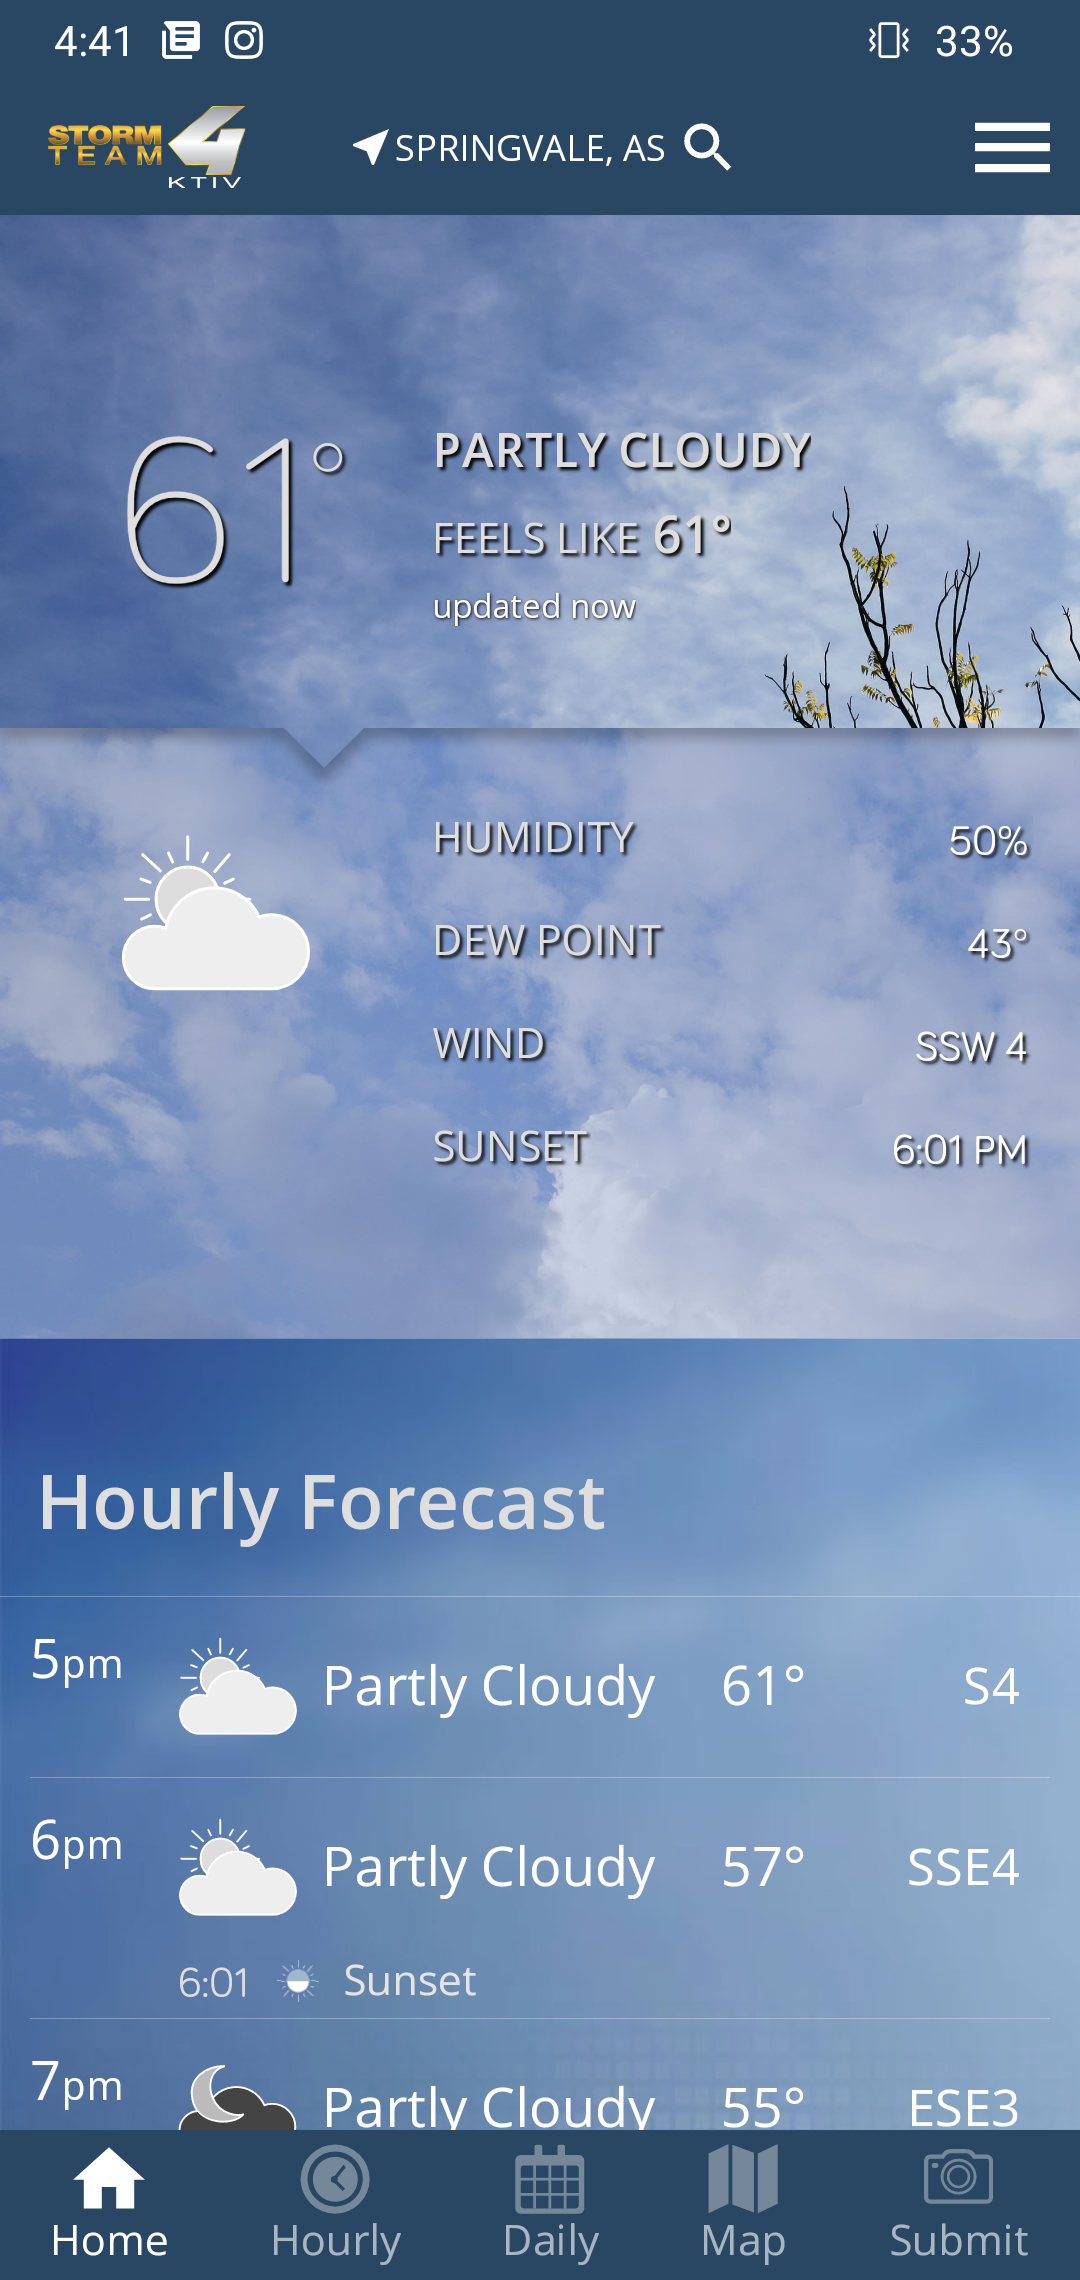 4:41 33%
STORM
TEAM 4
KTIV
SPRINGVALE, AS
61°
PARTLY CLOUDY
FEELS LIKE 61°
updated now
HUMIDITY 50%
DEW POINT 43°
WIND SSW 4
SUNSET 6:01 PM
Hourly Forecast
5pm Partly Cloudy 61° S4
6pm Partly Cloudy 57° SSE4
6:01 Sunset
7pm Partly Cloudy 55° ESE3
Home Hourly Daily Map Submit